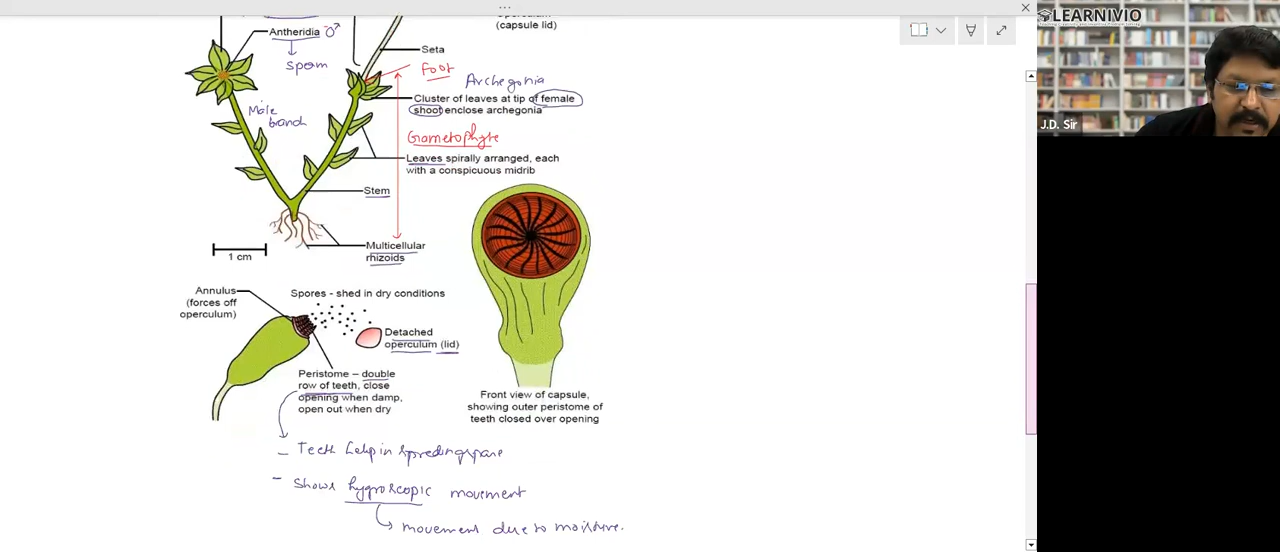 operculum
(capsule lid)
LEARNIVIO
Antheridia ♂
sperm
Seta
Foot
Archegonia
Cluster of leaves at tip of female
shoot enclose archegonia
Male
branch
Gametophyte
Leaves spirally arranged, each
with a conspicuous midrib
Stem
Multicellular
rhizoids
1 cm
J.D. Sir
Annulus
(forces off
operculum)
Spores - shed in dry conditions
Detached
operculum (lid)
Peristome – double
row of teeth, close
opening when damp,
open out when dry
Front view of capsule,
showing outer peristome of
teeth closed over opening
– Teeth help in spreding spore
– Shows hygroscopic movement
movement due to moisture.